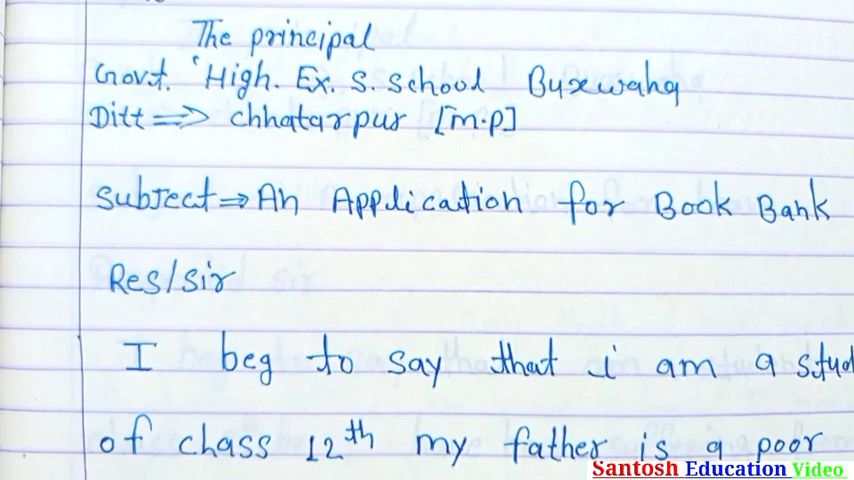 The principal
Govt. 'High. Ex. S. School Buxwaha
Ditt ⇒ chhatarpur [m.p]
Subject ⇒ An Application for Book Bank
Res/sir
I beg to say that i am a stud
of class 12th my father is a poor
Santosh Education Video